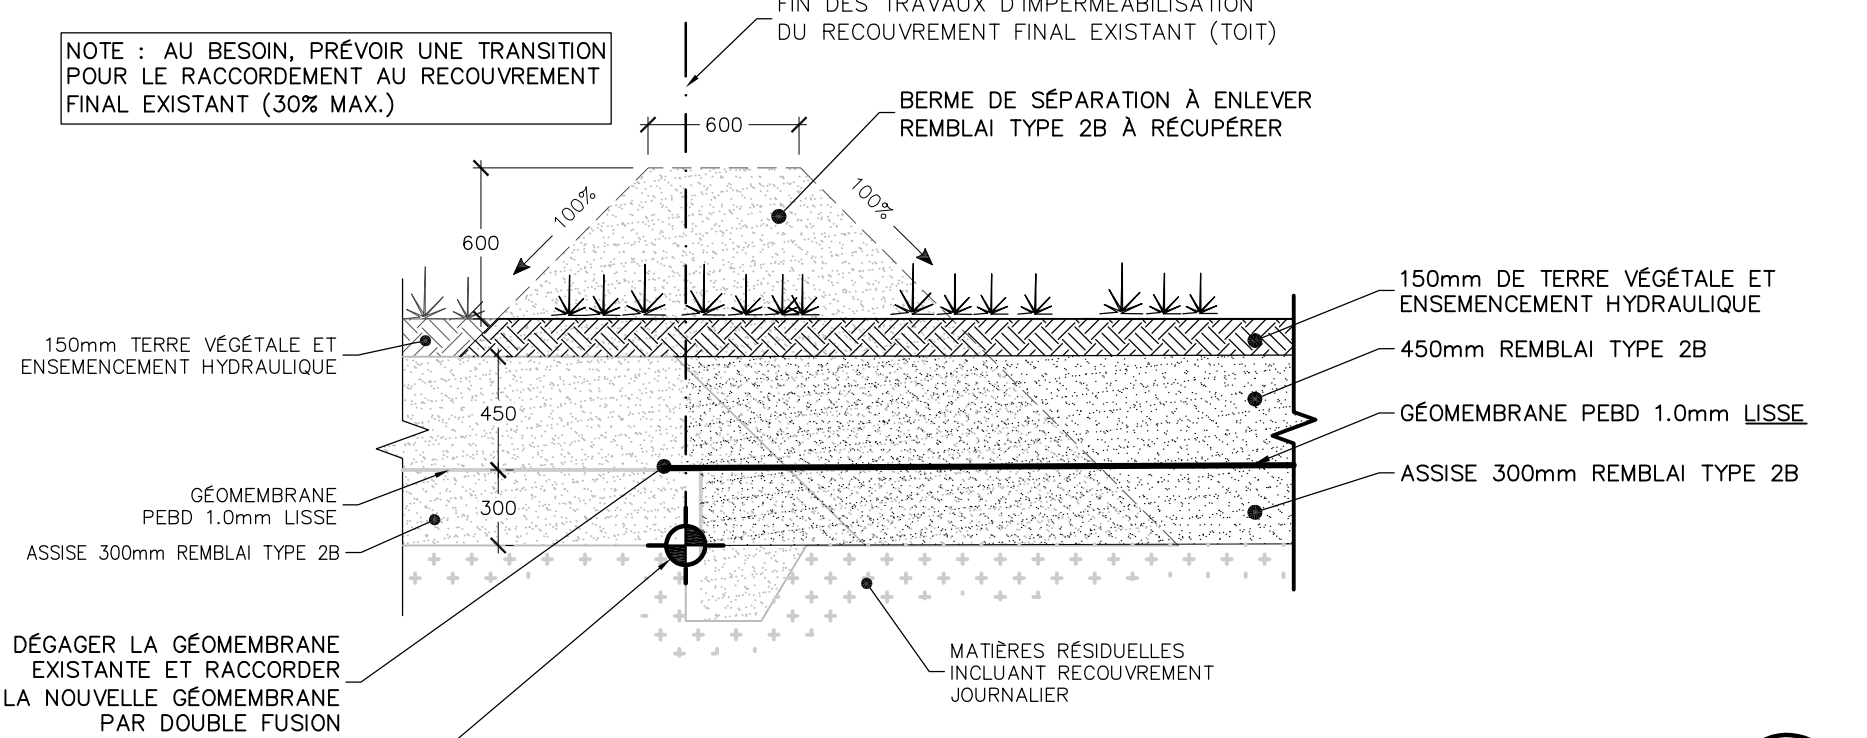 FIN DES TRAVAUX D'IMPERMÉABILISATION
DU RECOUVREMENT FINAL EXISTANT (TOIT)
NOTE : AU BESOIN, PRÉVOIR UNE TRANSITION
POUR LE RACCORDEMENT AU RECOUVREMENT
FINAL EXISTANT (30% MAX.)
BERME DE SÉPARATION À ENLEVER
REMBLAI TYPE 2B À RÉCUPÉRER
600
100%
100%
600
150mm DE TERRE VÉGÉTALE ET
ENSEMENCEMENT HYDRAULIQUE
150mm TERRE VÉGÉTALE ET
ENSEMENCEMENT HYDRAULIQUE
450mm REMBLAI TYPE 2B
450
GÉOMEMBRANE PEBD 1.0mm LISSE
ASSISE 300mm REMBLAI TYPE 2B
GÉOMEMBRANE
PEBD 1.0mm LISSE
300
ASSISE 300mm REMBLAI TYPE 2B
DÉGAGER LA GÉOMEMBRANE
EXISTANTE ET RACCORDER
LA NOUVELLE GÉOMEMBRANE
PAR DOUBLE FUSION
MATIÈRES RÉSIDUELLES
INCLUANT RECOUVREMENT
JOURNALIER